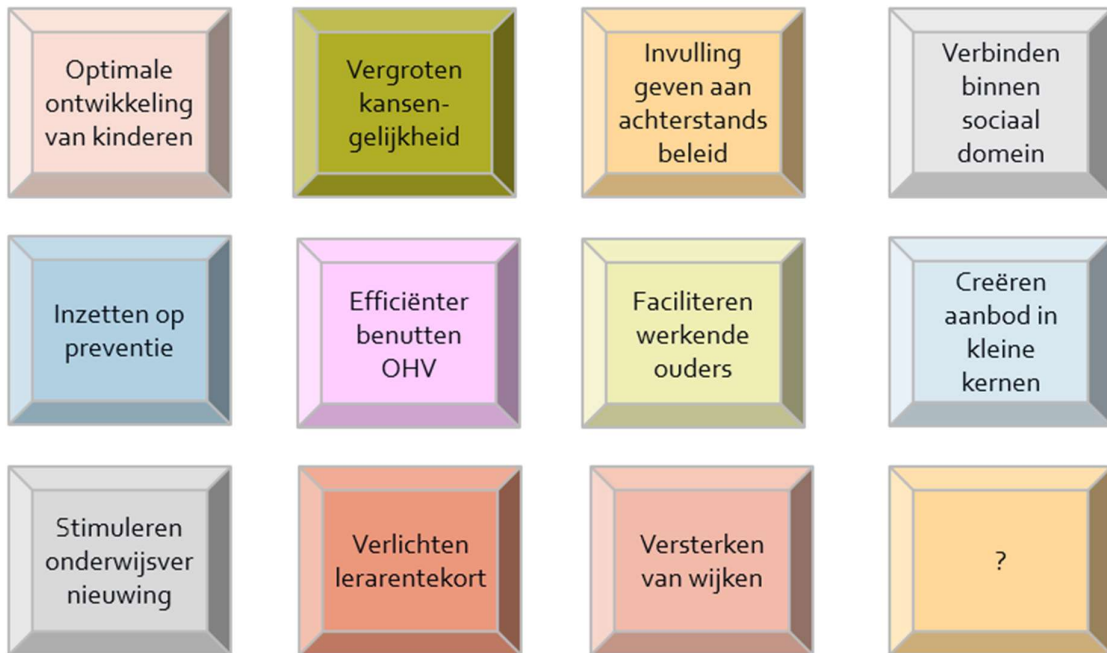 Optimale
ontwikkeling
van kinderen
Vergroten
kansen-
gelijkheid
Invulling
geven aan
achterstands
beleid
Verbinden
binnen
sociaal
domein
Inzetten op
preventie
Efficiënter
benutten
OHV
Faciliteren
werkende
ouders
Creëren
aanbod in
kleine
kernen
Stimuleren
onderwijsver
nieuwing
Verlichten
lerarentekort
Versterken
van wijken
?